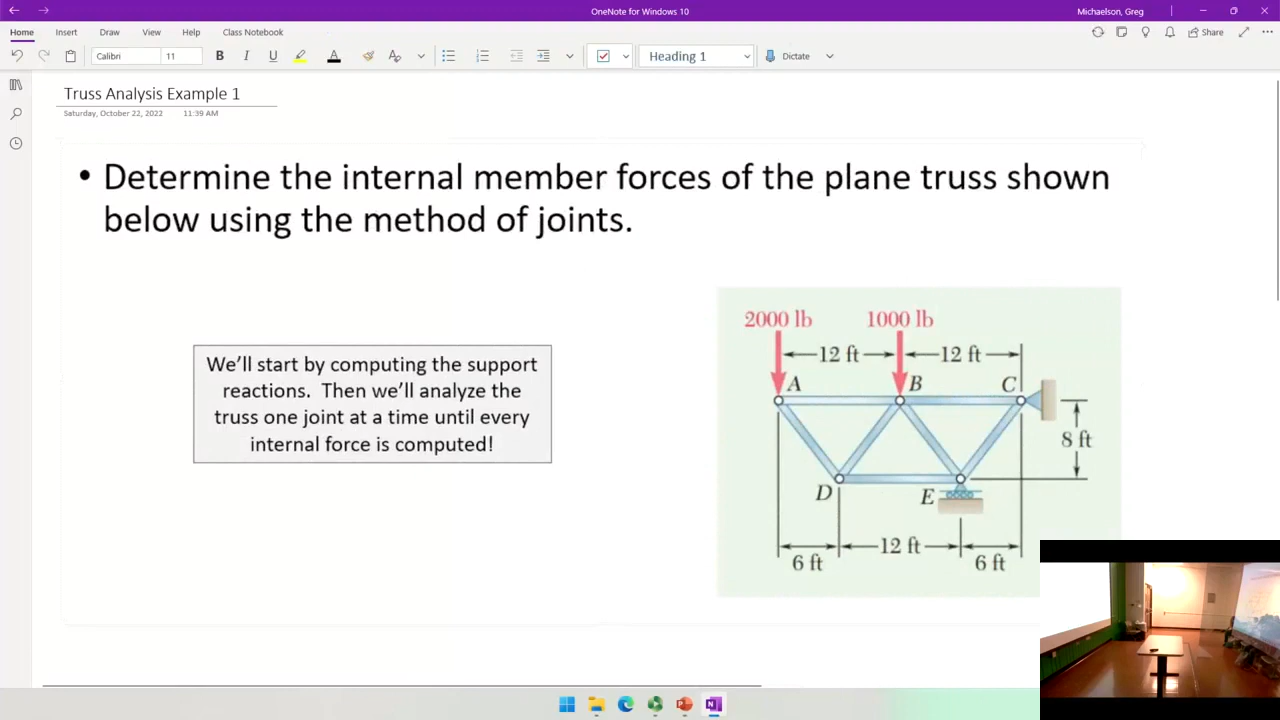 OneNote for Windows 10
Michaelson, Greg
Home Insert Draw View Help Class Notebook
Share
Calibri 11 B I U A Heading 1 Dictate
Truss Analysis Example 1
Saturday, October 22, 2022 11:39 AM
• Determine the internal member forces of the plane truss shown
below using the method of joints.
We'll start by computing the support
reactions. Then we'll analyze the
truss one joint at a time until every
internal force is computed!
2000 lb 1000 lb
12 ft 12 ft
A B C
8 ft
D E
12 ft
6 ft 6 ft